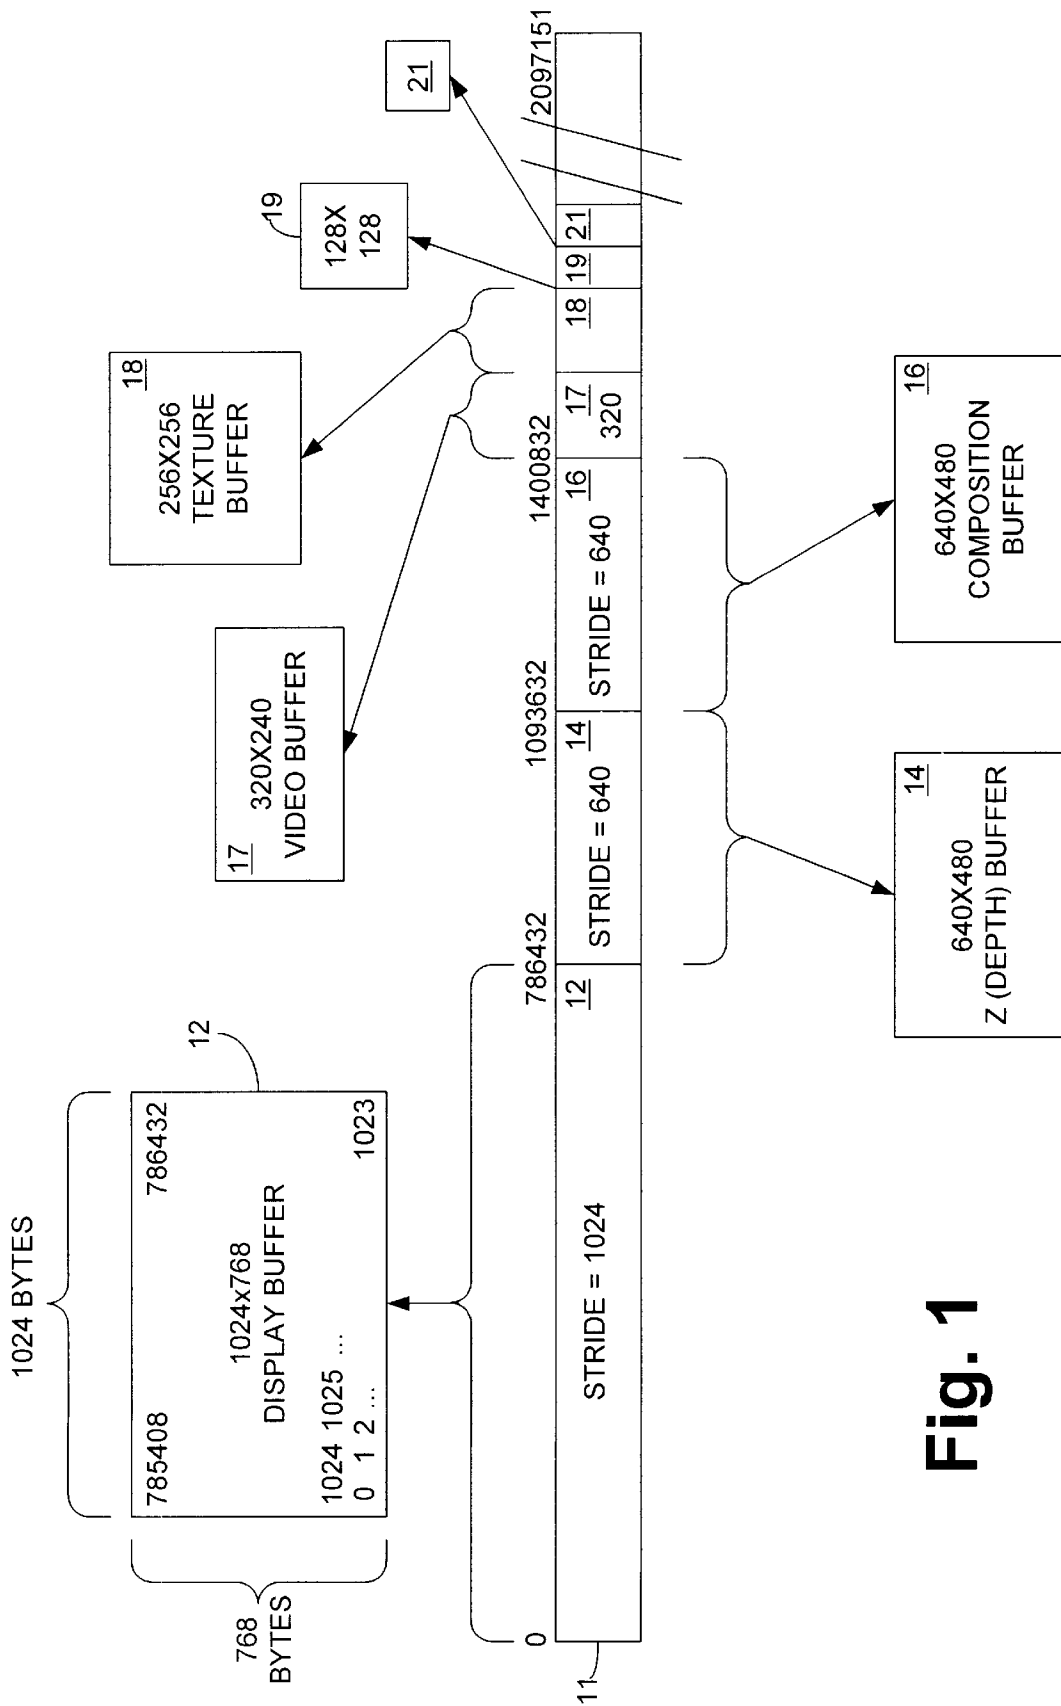 1024 BYTES
768
BYTES
785408
786432
1024x768
DISPLAY BUFFER
1024 1025 ...
0 1 2 ...
1023
12
17
320X240
VIDEO BUFFER
18
256X256
TEXTURE
BUFFER
19
128X
128
21
0
786432
1093632
1400832
2097151
11
STRIDE = 1024
12
STRIDE = 640
14
STRIDE = 640
16
17
320
18
19
21
14
640X480
Z (DEPTH) BUFFER
16
640X480
COMPOSITION
BUFFER
Fig. 1